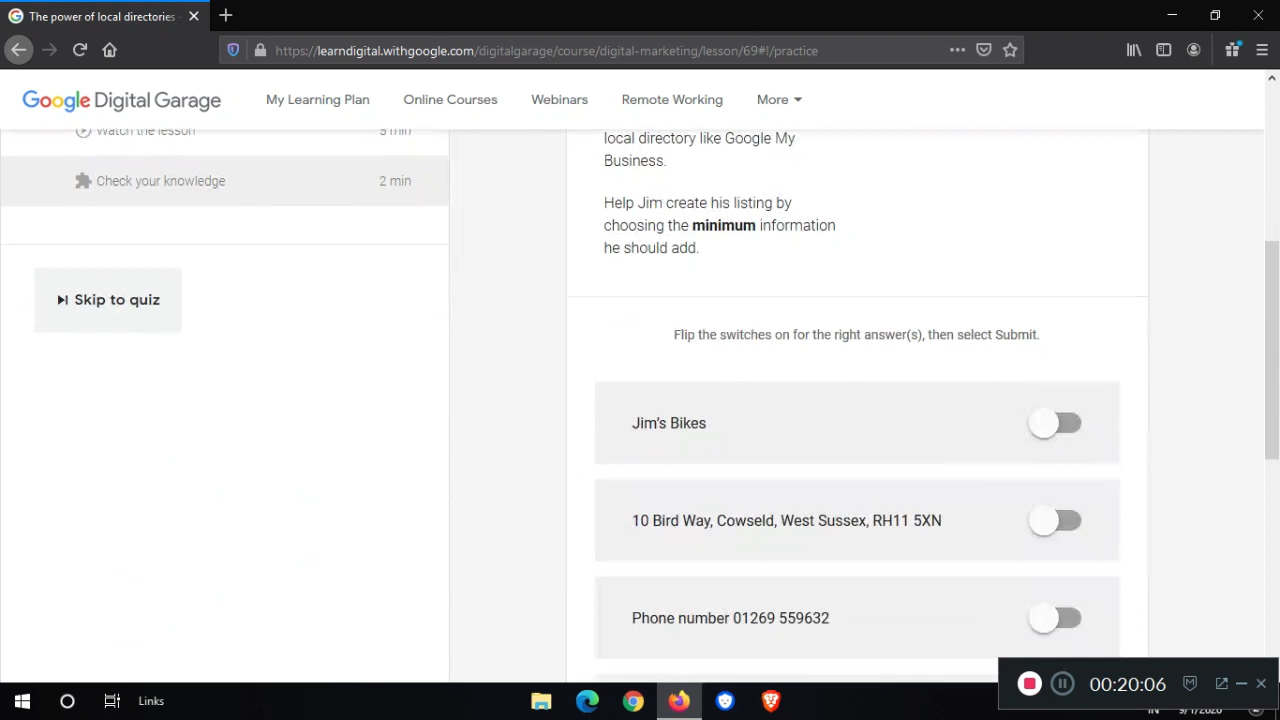 The power of local directories -
https://learndigital.withgoogle.com/digitalgarage/course/digital-marketing/lesson/69#!/practice
Google Digital Garage
My Learning Plan
Online Courses
Webinars
Remote Working
More
Watch the lesson
5 min
Check your knowledge
2 min
Skip to quiz
local directory like Google My
Business.
Help Jim create his listing by
choosing the minimum information
he should add.
Flip the switches on for the right answer(s), then select Submit.
Jim's Bikes
10 Bird Way, Cowseld, West Sussex, RH11 5XN
Phone number 01269 559632
00:20:06
Links
IN
9/1/2020